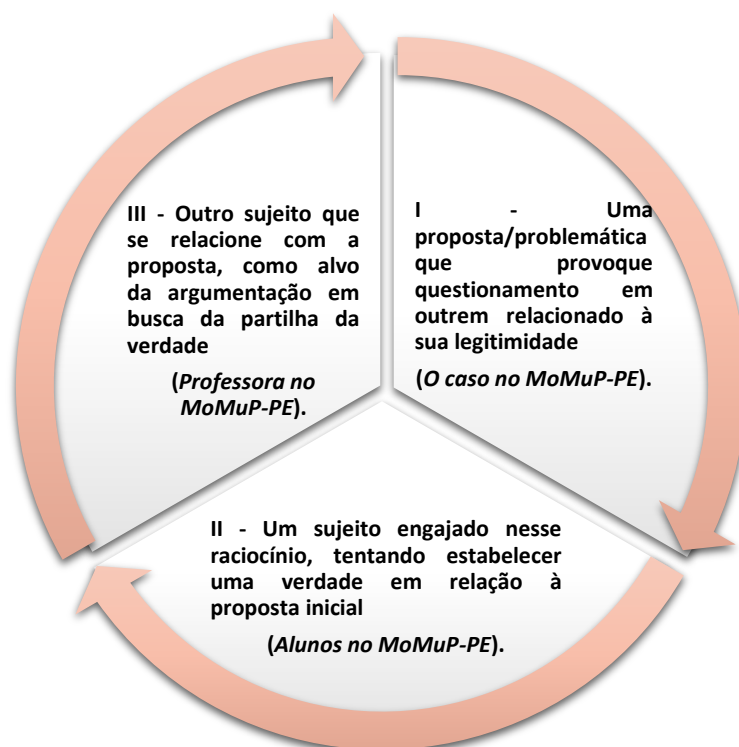 I - Uma
proposta/problemática
que provoque
questionamento em
outrem relacionado à
sua legitimidade
(O caso no MoMuP-PE).
II - Um sujeito engajado nesse
raciocínio, tentando estabelecer
uma verdade em relação à
proposta inicial
(Alunos no MoMuP-PE).
III - Outro sujeito que
se relacione com a
proposta, como alvo
da argumentação em
busca da partilha da
verdade
(Professora no
MoMuP-PE).